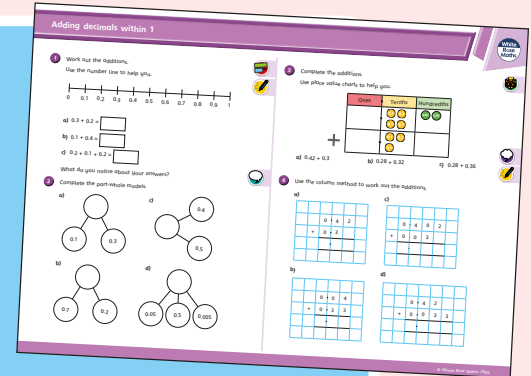 Adding decimals within 1
White
Rose
Maths
1 Work out the additions.
Use the number line to help you.
0 0.1 0.2 0.3 0.4 0.5 0.6 0.7 0.8 0.9 1
a) 0.3 + 0.2 =
b) 0.1 + 0.4 =
c) 0.2 + 0.1 + 0.2 =
What do you notice about your answers?
2 Complete the part-whole models.
a)
0.1 0.3
c)
0.4
0.5
b)
0.7 0.2
d)
0.05 0.5 0.005
3 Complete the additions.
Use place value charts to help you.
Ones Tenths Hundredths
+
a) 0.42 + 0.3 b) 0.28 + 0.32 c) 0.28 + 0.35
4 Use the column method to work out the additions.
a)
0 . 4 2
+ 0 . 3
.
c)
0 . 4 0 2
+ 0 0 3
b)
0 0 4
+ 0 . 3 3
.
d)
0 . 4 2
+ 0 . 0 3 3
.
© White Rose Maths